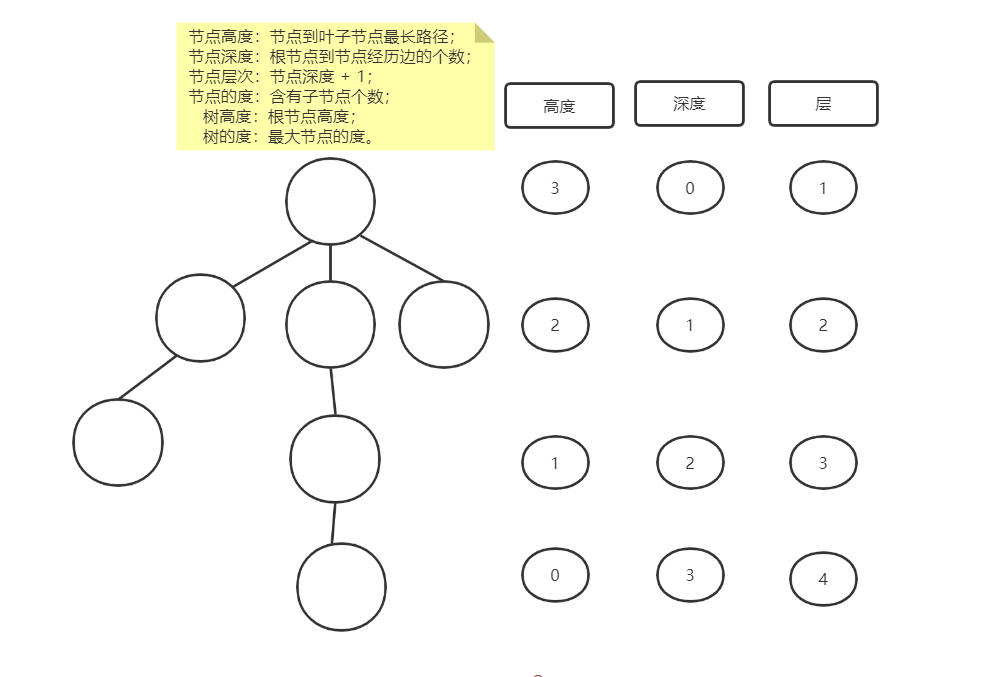 节点高度：节点到叶子节点最长路径；
节点深度：根节点到节点经历边的个数；
节点层次：节点深度 + 1；
节点的度：含有子节点个数；
树高度：根节点高度；
树的度：最大节点的度。
高度 深度 层
3 0 1
2 1 2
1 2 3
0 3 4